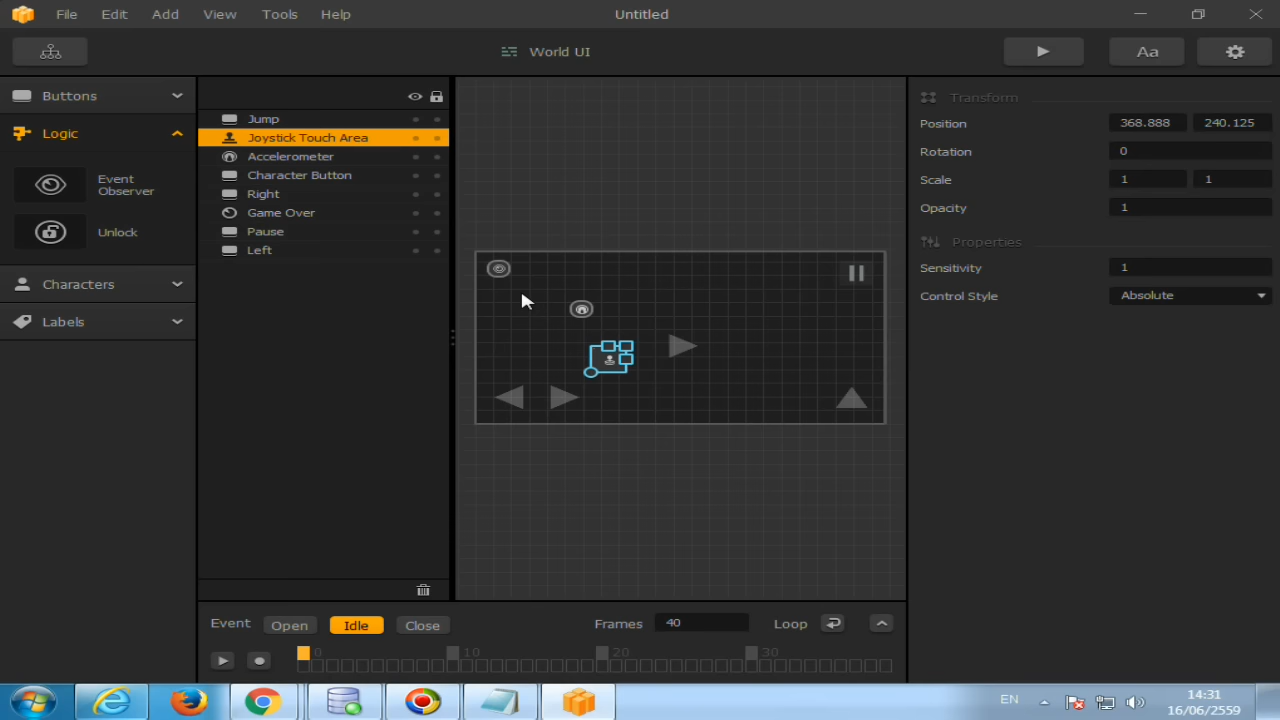 File Edit Add View Tools Help Untitled
World UI Aa
Buttons
Logic
Event
Observer
Unlock
Characters
Labels
Jump
Joystick Touch Area
Accelerometer
Character Button
Right
Game Over
Pause
Left
Transform
Position 368.888 240.125
Rotation 0
Scale 1 1
Opacity 1
Properties
Sensitivity 1
Control Style Absolute
Event Open Idle Close Frames 40 Loop
0 10 20 30
EN 14:31
16/06/2559